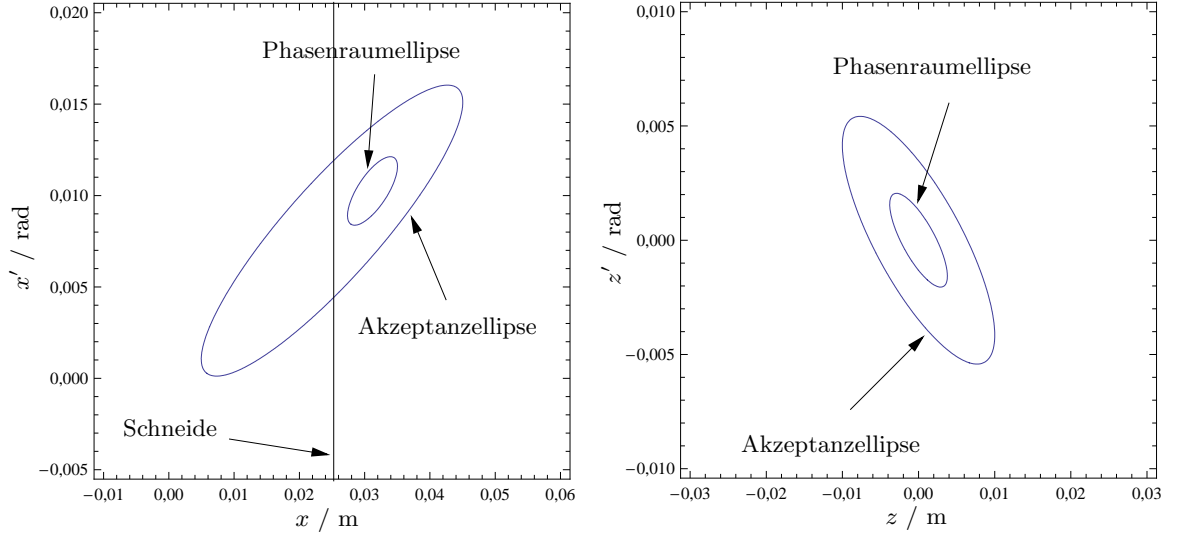 0,020
0,015
0,010
0,005
0,000
−0,005
x′ / rad
Phasenraumellipse
Akzeptanzellipse
Schneide
−0,01 0,00 0,01 0,02 0,03 0,04 0,05 0,06
x / m
0,010
0,005
0,000
−0,005
−0,010
z′ / rad
Phasenraumellipse
Akzeptanzellipse
−0,03 −0,02 −0,01 0,00 0,01 0,02 0,03
z / m